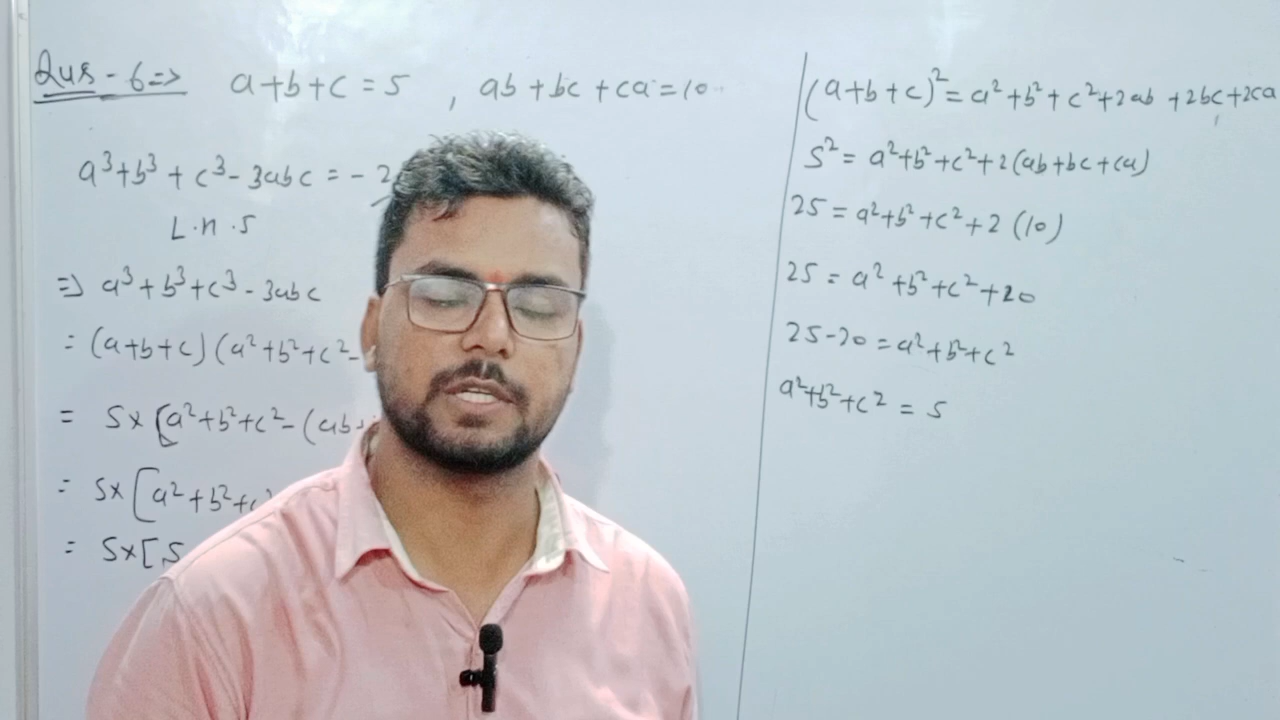 Qus - 6 => a+b+c = 5 , ab+bc+ca = 10
a³+b³+c³-3abc = - 2
L.H.S
=> a³+b³+c³-3abc
= (a+b+c)(a²+b²+c²-
= 5×[a²+b²+c²-(ab+
= 5×[a²+b²+c²
= 5×[5
(a+b+c)² = a²+b²+c²+2ab+2bc+2ca
5² = a²+b²+c²+2(ab+bc+ca)
25 = a²+b²+c²+2(10)
25 = a²+b²+c²+20
25-20 = a²+b²+c²
a²+b²+c² = 5